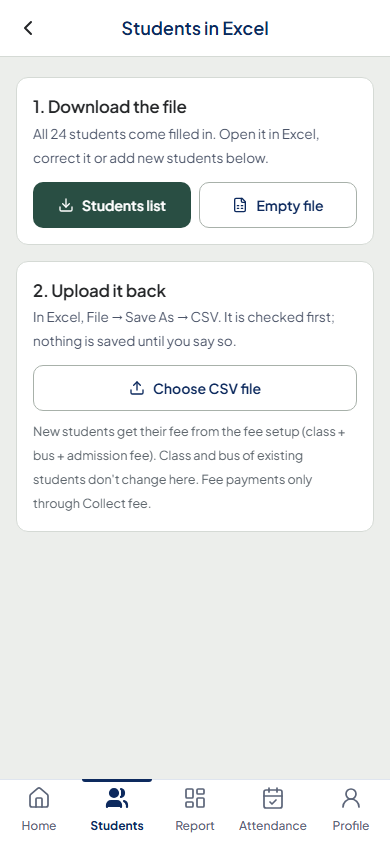 Students in Excel
1. Download the file
All 24 students come filled in. Open it in Excel,
correct it or add new students below.
Students list
Empty file
2. Upload it back
In Excel, File → Save As → CSV. It is checked first;
nothing is saved until you say so.
Choose CSV file
New students get their fee from the fee setup (class +
bus + admission fee). Class and bus of existing
students don't change here. Fee payments only
through Collect fee.
Home
Students
Report
Attendance
Profile